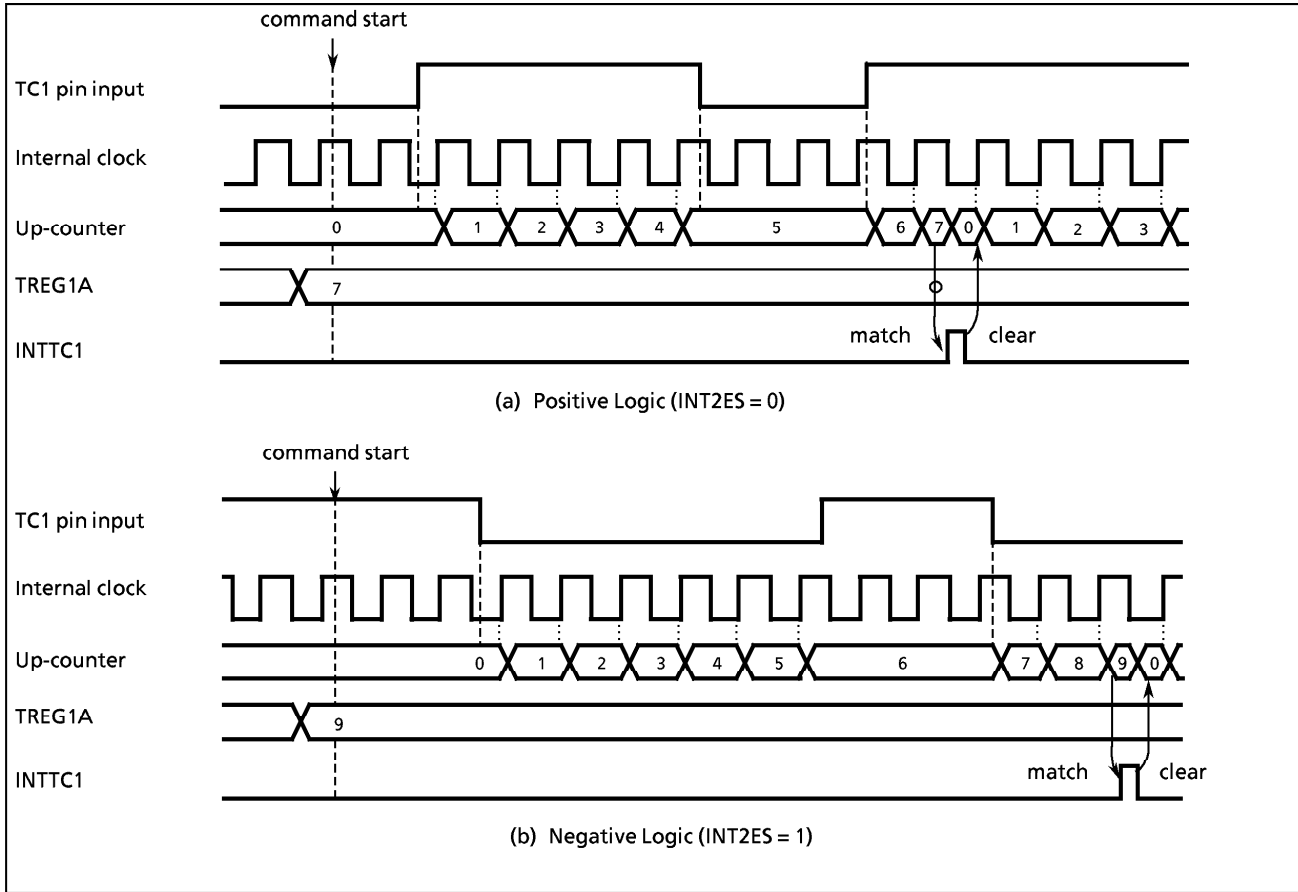 command start
TC1 pin input
Internal clock
Up-counter
0 1 2 3 4 5 6 7 0 1 2 3
TREG1A
7
match clear
INTTC1
(a) Positive Logic (INT2ES = 0)
command start
TC1 pin input
Internal clock
Up-counter
0 1 2 3 4 5 6 7 8 9 0
TREG1A
9
match clear
INTTC1
(b) Negative Logic (INT2ES = 1)